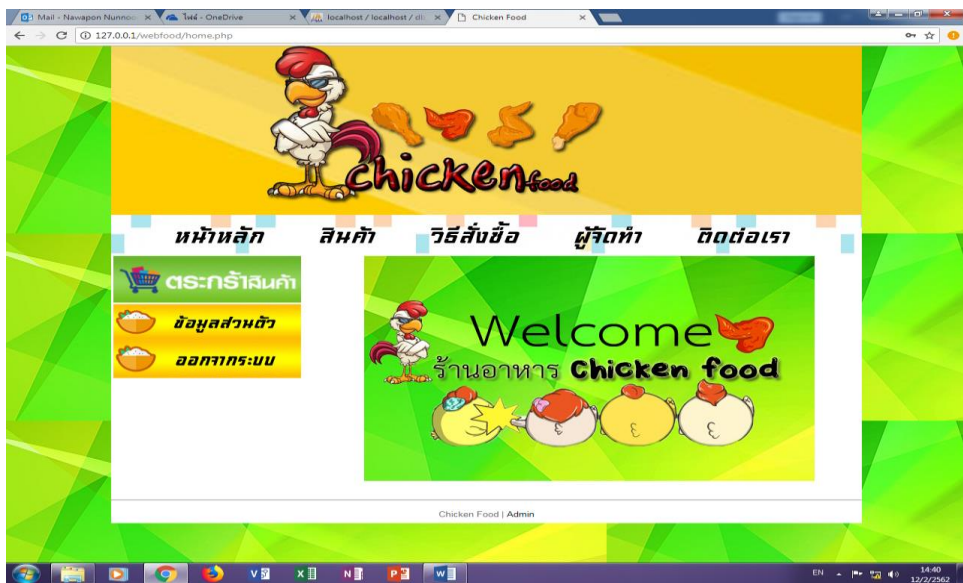 Mail - Nawapon Nunnoc
ไฟล์ - OneDrive
localhost / localhost / db
Chicken Food
127.0.0.1/webfood/home.php
chicken food
หน้าหลัก สินค้า วิธีสั่งซื้อ ผู้จัดทำ ติดต่อเรา
ตระกร้าสินค้า
ข้อมูลส่วนตัว
ออกจากระบบ
Welcome
ร้านอาหาร Chicken food
Chicken Food | Admin
EN
14:40
12/2/2562